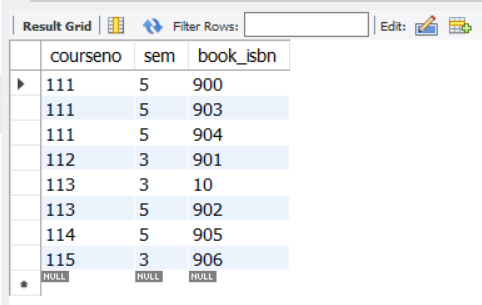 Result Grid Filter Rows: Edit:
courseno sem book_isbn
111 5 900
111 5 903
111 5 904
112 3 901
113 3 10
113 5 902
114 5 905
115 3 906
NULL NULL NULL